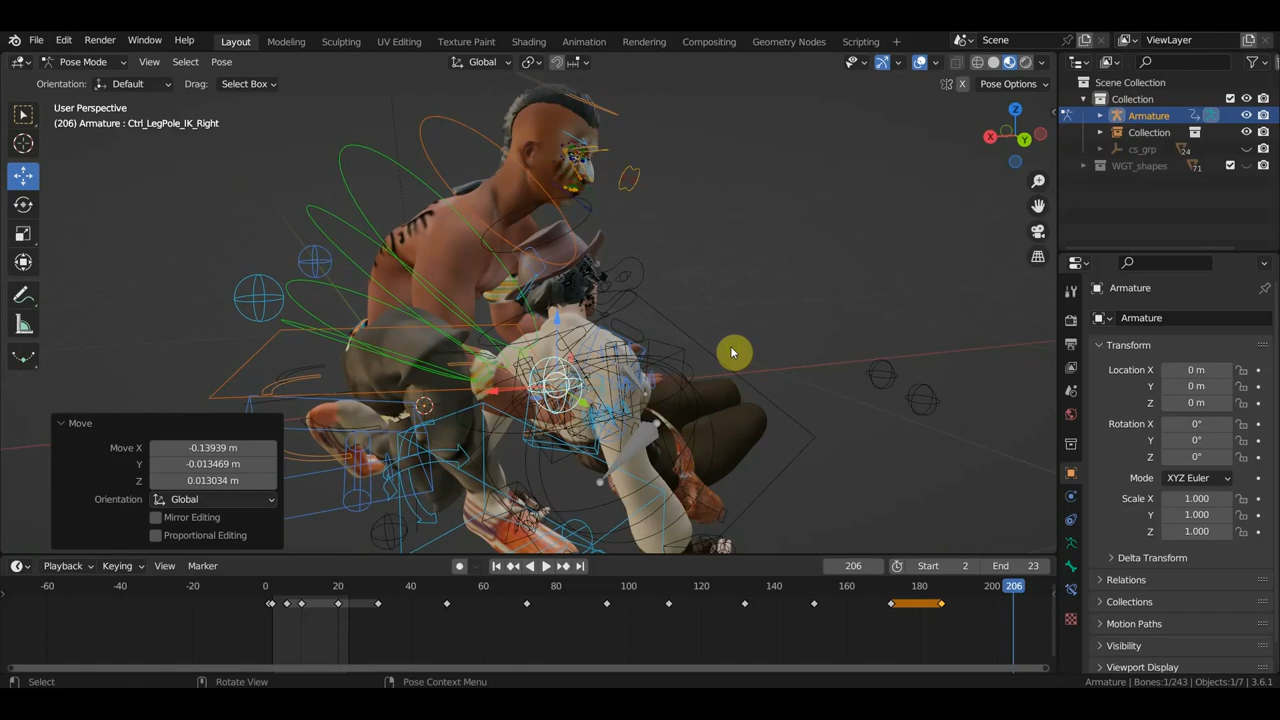 File Edit Render Window Help Layout Modeling Sculpting UV Editing Texture Paint Shading Animation Rendering Compositing Geometry Nodes Scripting + Scene ViewLayer
Pose Mode View Select Pose Global
Orientation: Default Drag: Select Box X Pose Options
User Perspective
(206) Armature : Ctrl_LegPole_IK_Right
Z
X
Y
Move
Move X -0.13939 m
Y -0.013469 m
Z 0.013034 m
Orientation Global
Mirror Editing
Proportional Editing
Scene Collection
Collection
Armature
Collection
cs_grp 24
WGT_shapes 71
Armature
Armature
Transform
Location X 0 m
Y 0 m
Z 0 m
Rotation X 0°
Y 0°
Z 0°
Mode XYZ Euler
Scale X 1.000
Y 1.000
Z 1.000
Delta Transform
Relations
Collections
Motion Paths
Visibility
Viewport Display
Playback Keying View Marker 206 Start 2 End 23
-60 -40 -20 0 20 40 60 80 100 120 140 160 180 200 206
Select Rotate View Pose Context Menu Armature | Bones:1/243 | Objects:1/7 | 3.6.1